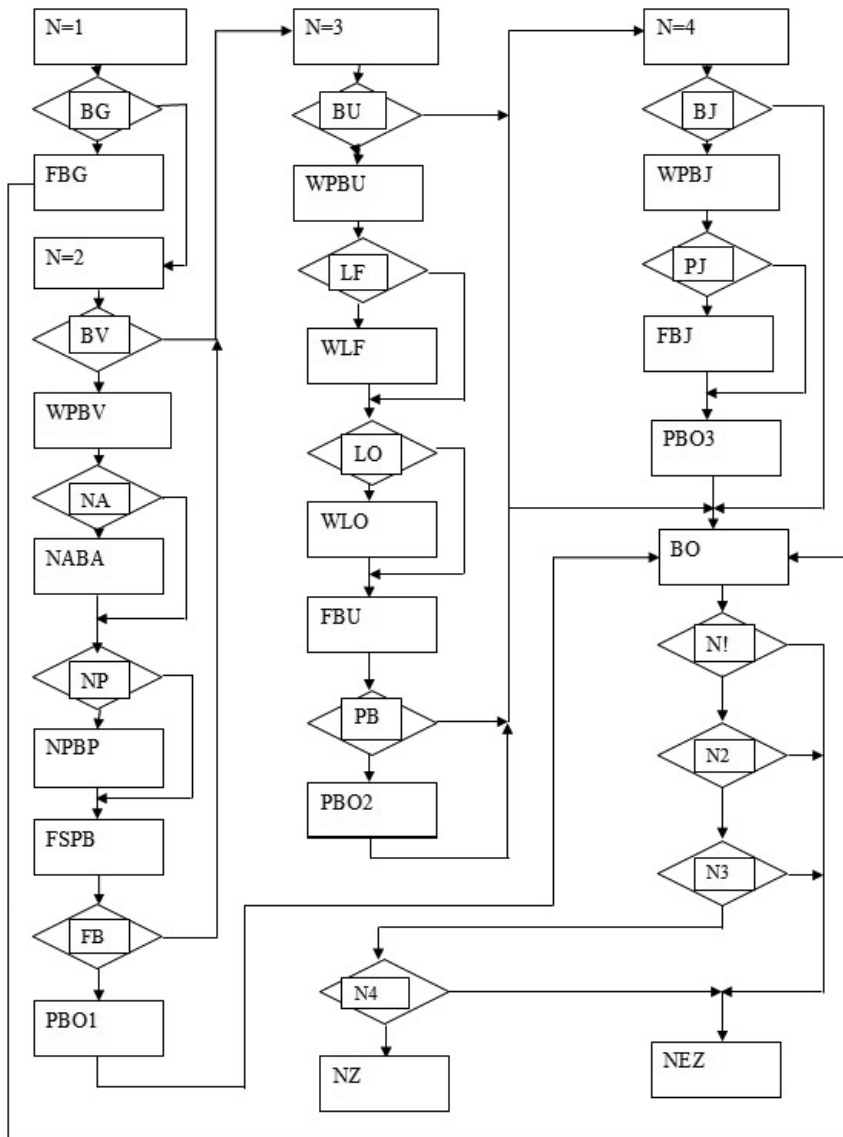 N=1
BG
FBG
N=2
BV
WPBV
NA
NABA
NP
NPBP
FSPB
FB
PBO1
N=3
BU
WPBU
LF
WLF
LO
WLO
FBU
PB
PBO2
N=4
BJ
WPBJ
PJ
FBJ
PBO3
BO
N!
N2
N3
N4
NZ
NEZ